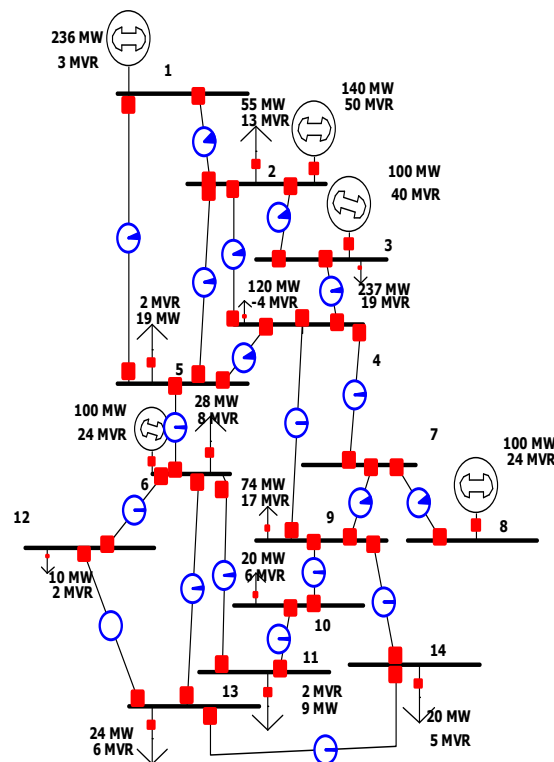 236 MW
3 MVR
1
140 MW
50 MVR
55 MW
13 MVR
2
100 MW
40 MVR
3
237 MW
19 MVR
120 MW
-4 MVR
2 MVR
19 MW
4
5
28 MW
8 MVR
100 MW
24 MVR
7
100 MW
24 MVR
6
74 MW
17 MVR
12
9
8
20 MW
6 MVR
10 MW
2 MVR
10
11
14
13
2 MVR
9 MW
24 MW
6 MVR
20 MW
5 MVR